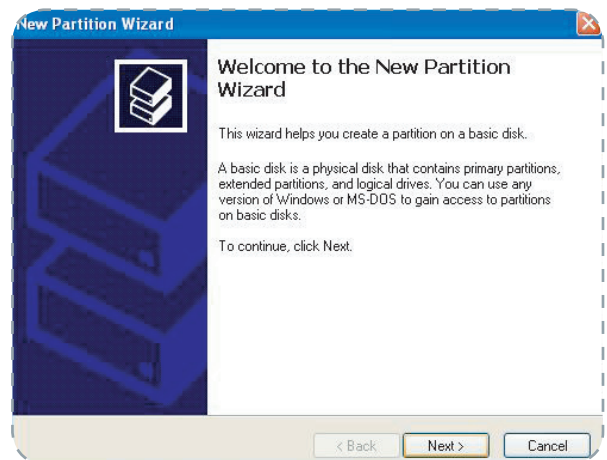 New Partition Wizard
Welcome to the New Partition
Wizard
This wizard helps you create a partition on a basic disk.
A basic disk is a physical disk that contains primary partitions,
extended partitions, and logical drives. You can use any
version of Windows or MS-DOS to gain access to partitions
on basic disks.
To continue, click Next.
< Back
Next >
Cancel